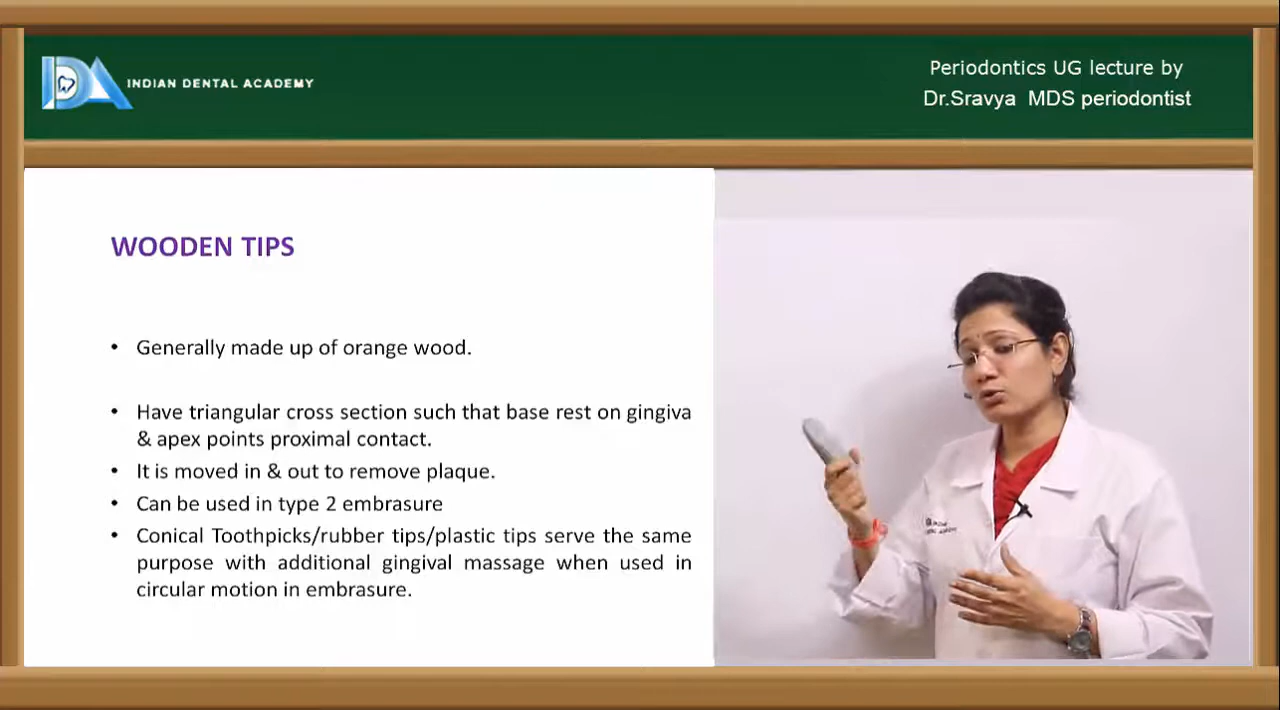 IDA
INDIAN DENTAL ACADEMY
Periodontics UG lecture by
Dr.Sravya MDS periodontist
WOODEN TIPS
• Generally made up of orange wood.
• Have triangular cross section such that base rest on gingiva
& apex points proximal contact.
• It is moved in & out to remove plaque.
• Can be used in type 2 embrasure
• Conical Toothpicks/rubber tips/plastic tips serve the same
purpose with additional gingival massage when used in
circular motion in embrasure.